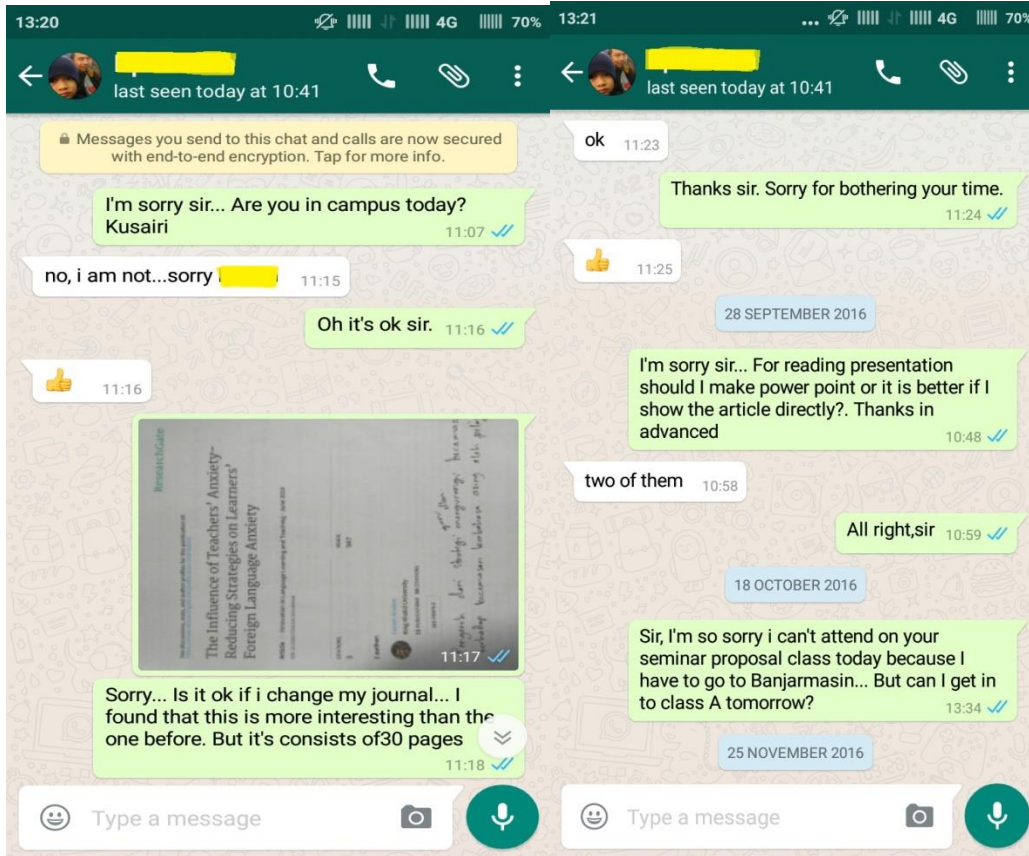 13:20
4G
70%
last seen today at 10:41
Messages you send to this chat and calls are now secured
with end-to-end encryption. Tap for more info.
I'm sorry sir... Are you in campus today?
Kusairi
11:07
no, i am not...sorry
11:15
Oh it's ok sir.
11:16
11:16
ResearchGate
The Influence of Teachers' Anxiety-
Reducing Strategies on Learners'
Foreign Language Anxiety
11:17
Sorry... Is it ok if i change my journal... I
found that this is more interesting than the
one before. But it's consists of30 pages
11:18
Type a message
13:21
... 4G
70%
last seen today at 10:41
ok 11:23
Thanks sir. Sorry for bothering your time.
11:24
11:25
28 SEPTEMBER 2016
I'm sorry sir... For reading presentation
should I make power point or it is better if I
show the article directly?. Thanks in
advanced
10:48
two of them 10:58
All right,sir 10:59
18 OCTOBER 2016
Sir, I'm so sorry i can't attend on your
seminar proposal class today because I
have to go to Banjarmasin... But can I get in
to class A tomorrow?
13:34
25 NOVEMBER 2016
Type a message